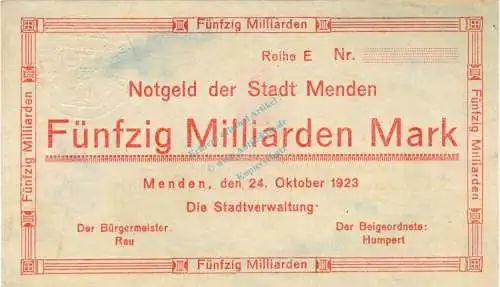 Fünfzig Milliarden
Reihe E Nr.
Notgeld der Stadt Menden
Fünfzig Milliarden Mark
Menden, den 24. Oktober 1923
Die Stadtverwaltung:
Der Bürgermeister:
Rau
Der Beigeordnete:
Humpert
Fünfzig Milliarden
Fünfzig Milliarden
Fünfzig Milliarden